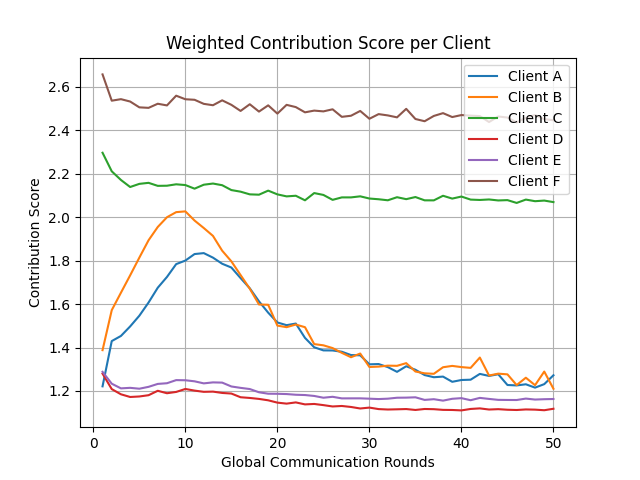 Weighted Contribution Score per Client
Contribution Score
2.6
2.4
2.2
2.0
1.8
1.6
1.4
1.2
0
10
20
30
40
50
Global Communication Rounds
Client A
Client B
Client C
Client D
Client E
Client F